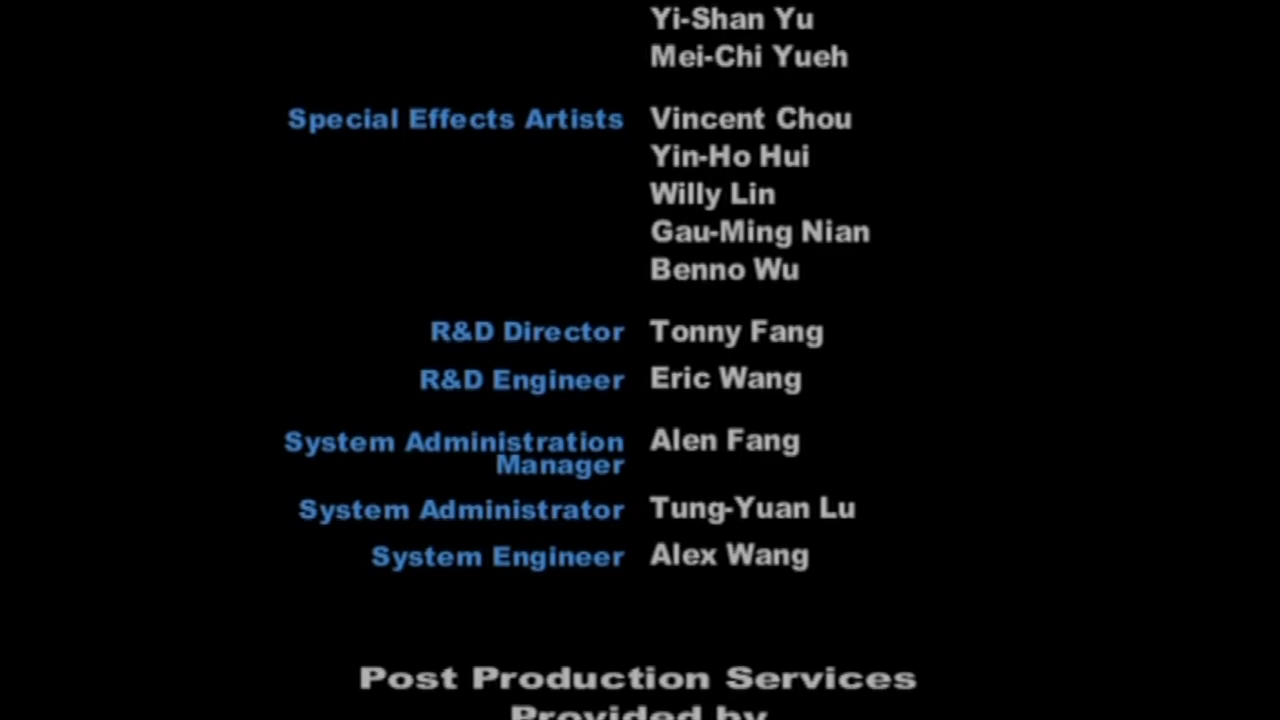 Yi-Shan Yu
Mei-Chi Yueh
Special Effects Artists Vincent Chou
Yin-Ho Hui
Willy Lin
Gau-Ming Nian
Benno Wu
R&D Director Tonny Fang
R&D Engineer Eric Wang
System Administration Alen Fang
Manager
System Administrator Tung-Yuan Lu
System Engineer Alex Wang
Post Production Services
Provided by